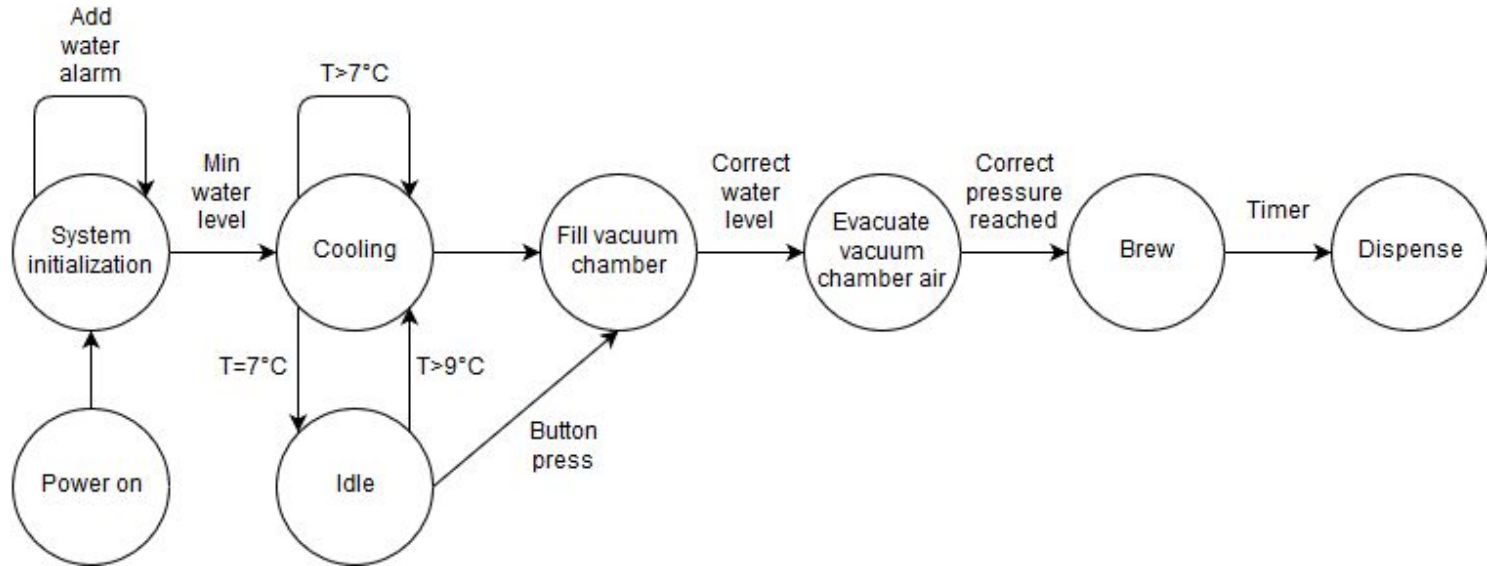 Add
water
alarm
T>7°C
Min
water
level
Correct
water
level
Correct
pressure
reached
Timer
System
initialization
Cooling
Fill vacuum
chamber
Evacuate
vacuum
chamber air
Brew
Dispense
T=7°C
T>9°C
Button
press
Power on
Idle